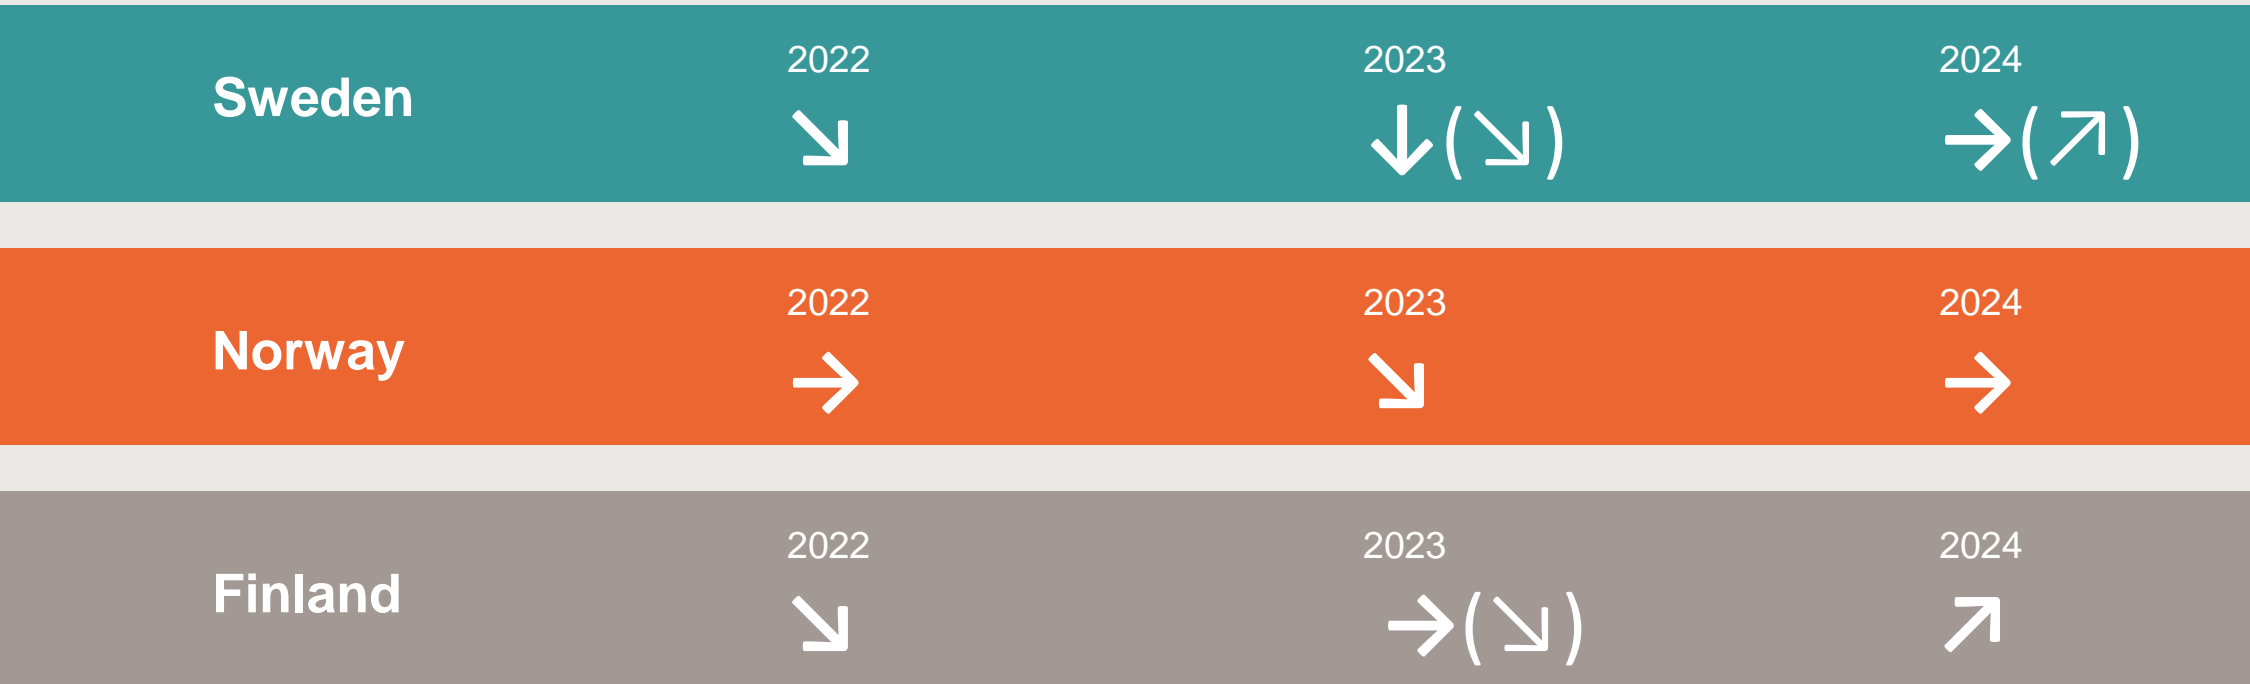 2022 2023 2024
Sweden
↘ ↓(↘) →(↗)
2022 2023 2024
Norway
→ ↘ →
2022 2023 2024
Finland
↘ →(↘) ↗